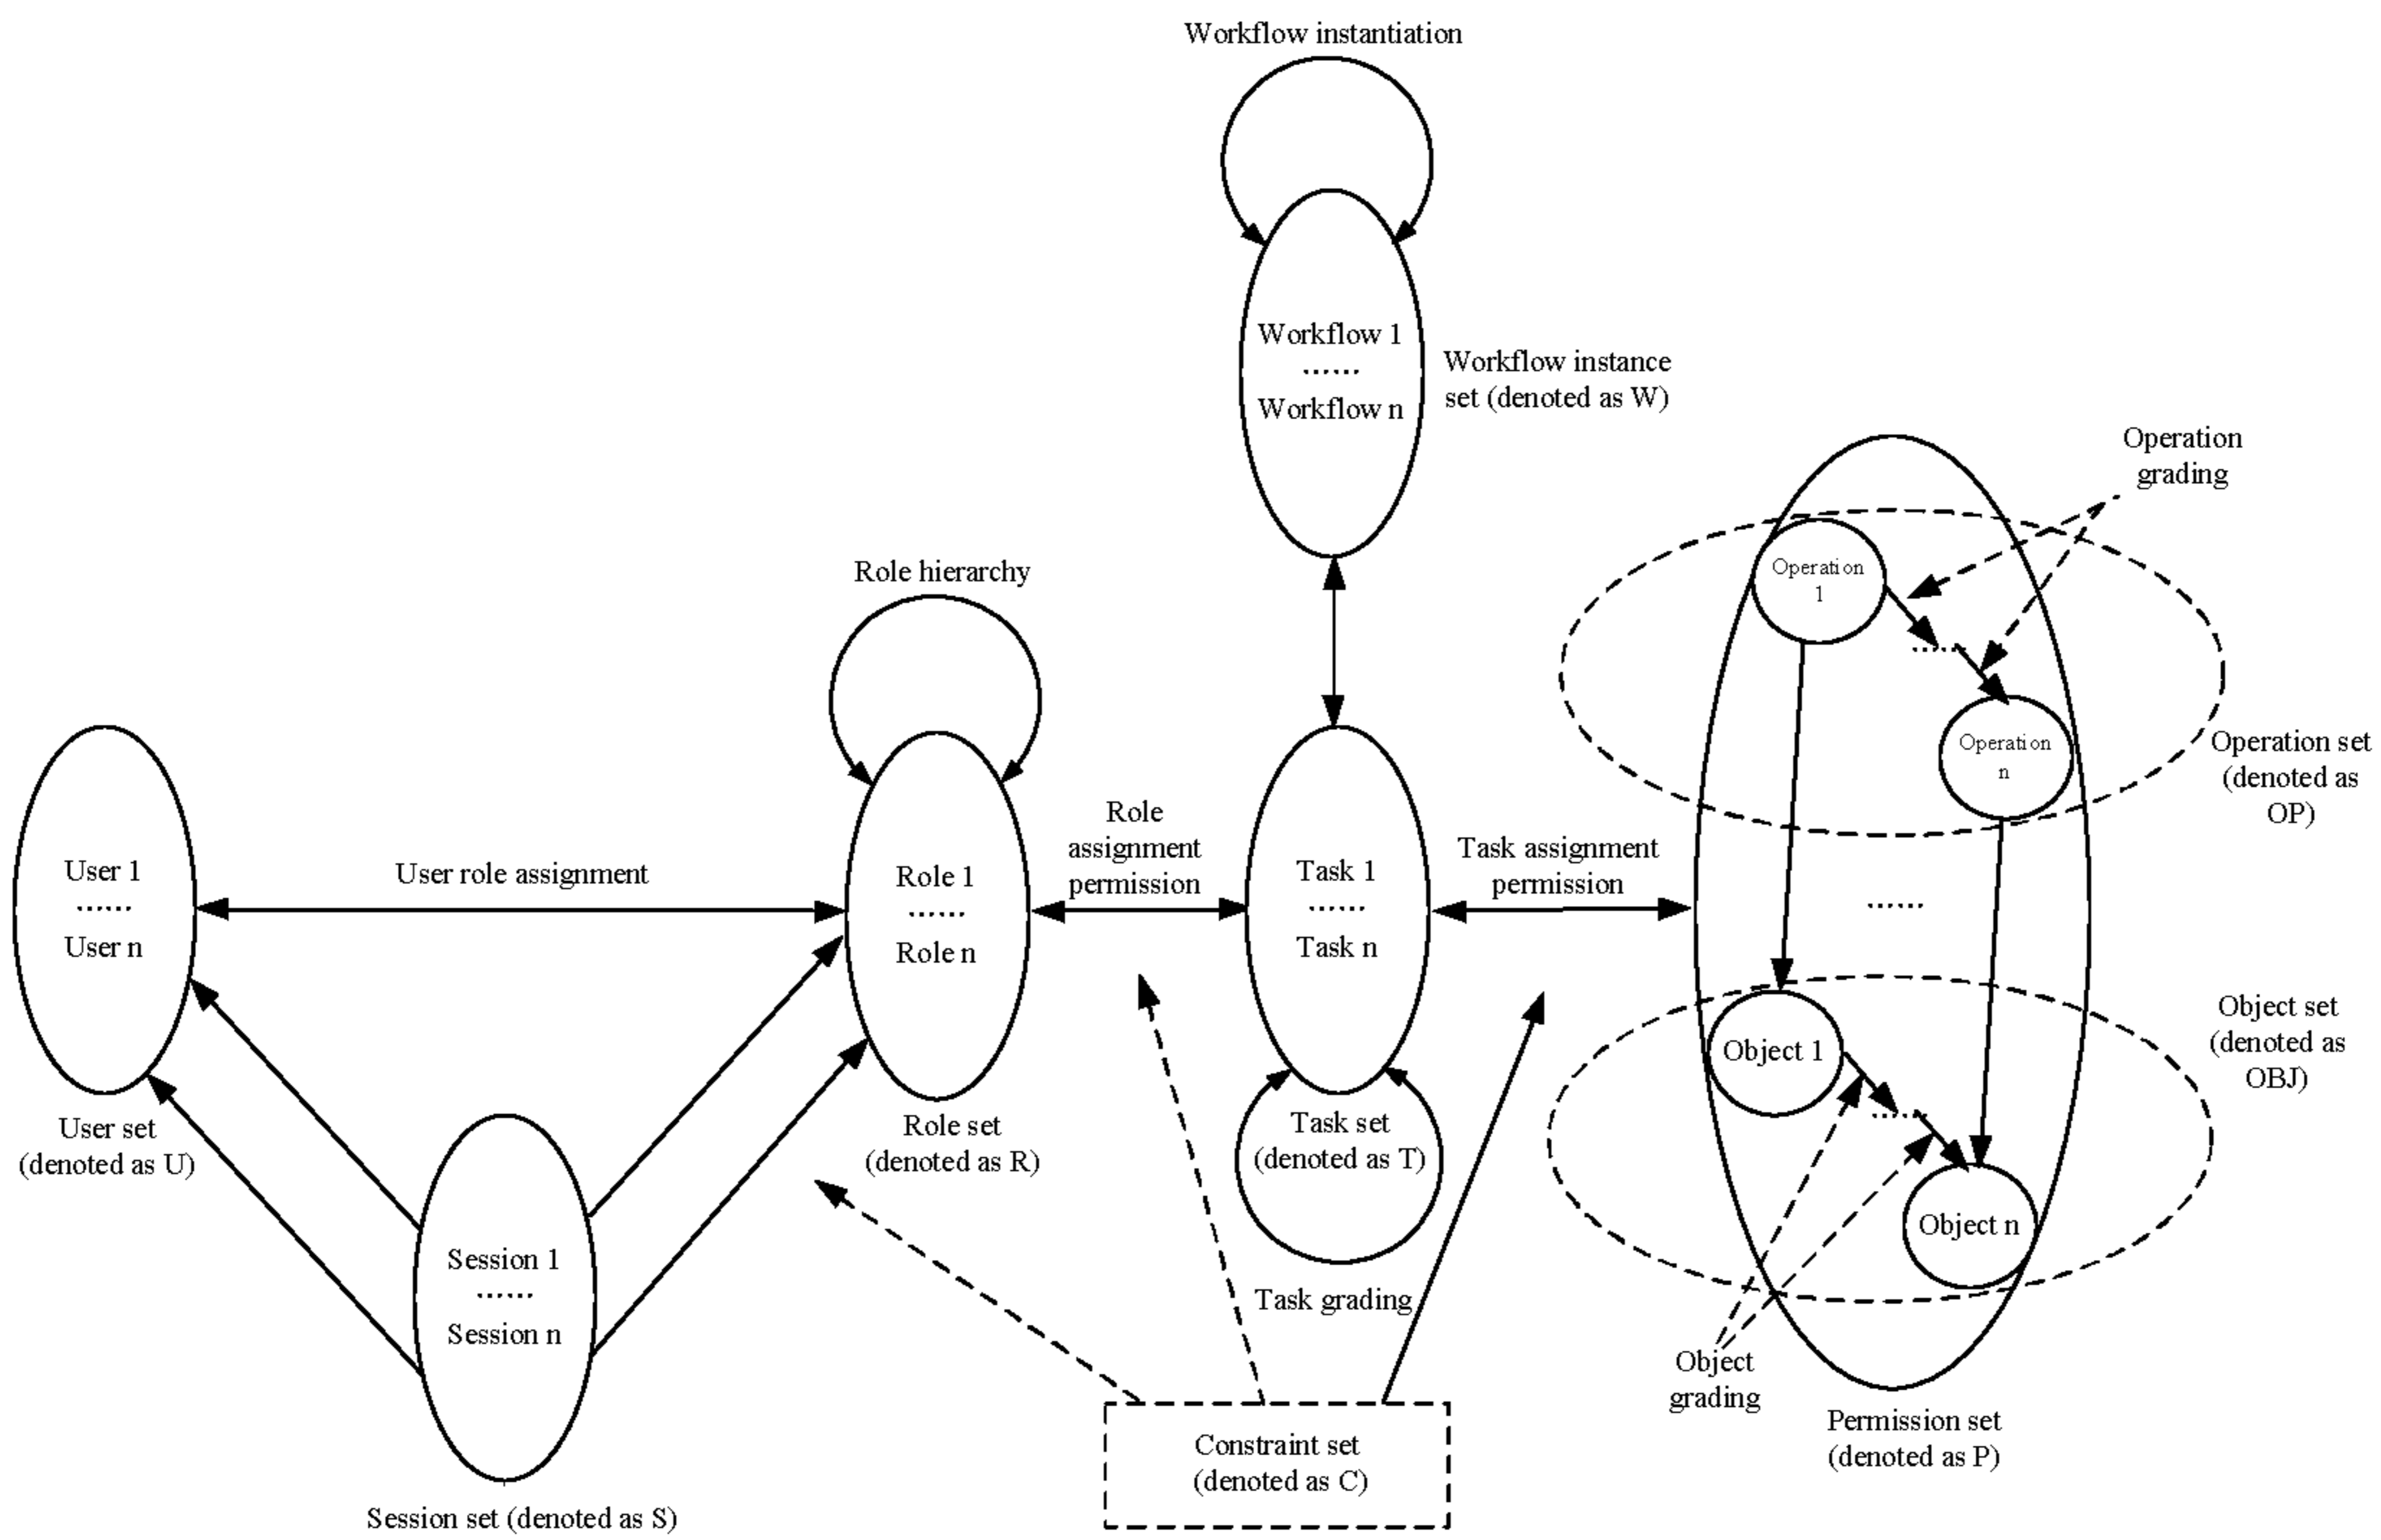 Workflow instantiation
Workflow 1
......
Workflow n
Workflow instance
set (denoted as W)
Operation
grading
Operation
1
Operation
n
Operation set
(denoted as
OP)
Role hierarchy
User 1
......
User n
User role assignment
Role 1
......
Role n
Role
assignment
permission
Task 1
......
Task n
Task assignment
permission
......
......
Object set
(denoted as
OBJ)
Object 1
......
Object n
User set
(denoted as U)
Role set
(denoted as R)
Task set
(denoted as T)
Session 1
......
Session n
Task grading
Object
grading
Constraint set
(denoted as C)
Permission set
(denoted as P)
Session set (denoted as S)